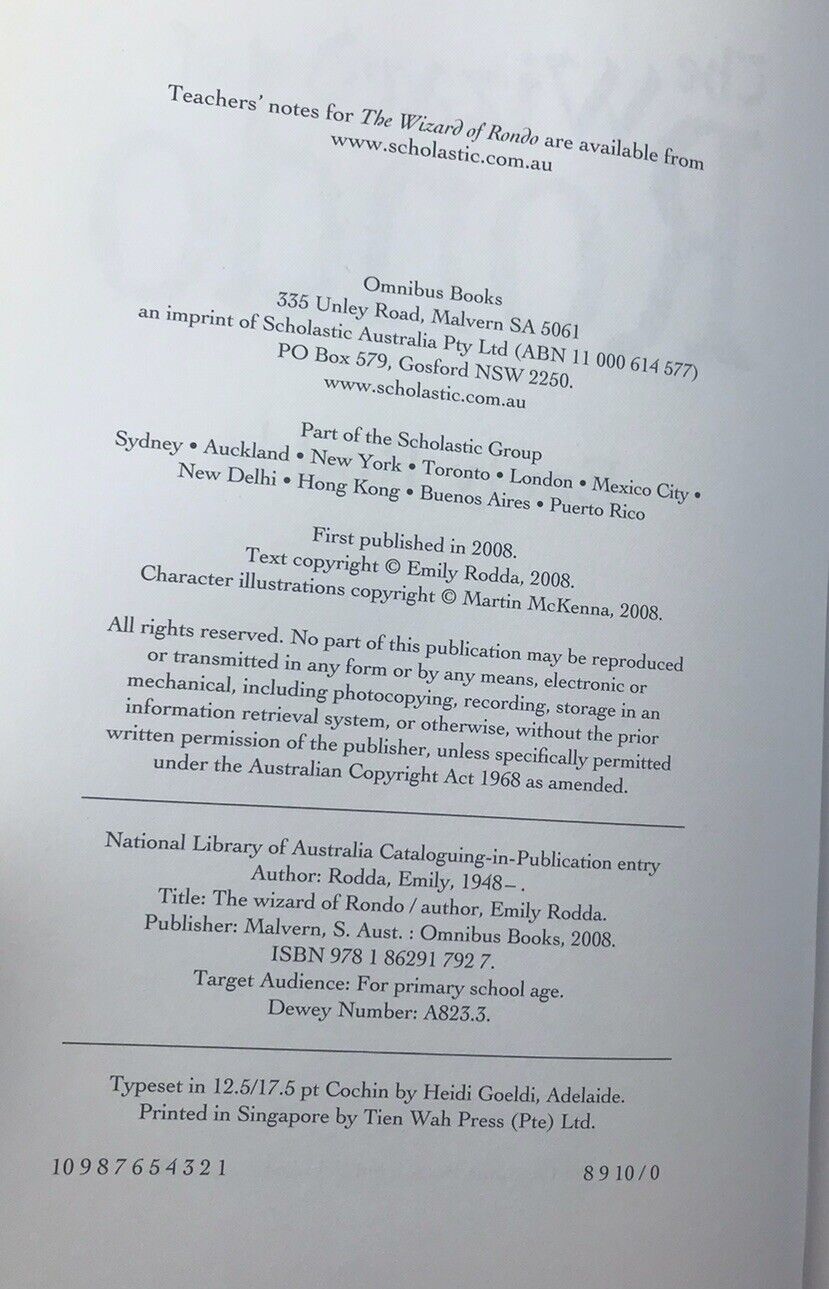 Teachers' notes for The Wizard of Rondo are available from
www.scholastic.com.au
Omnibus Books
335 Unley Road, Malvern SA 5061
an imprint of Scholastic Australia Pty Ltd (ABN 11 000 614 577)
PO Box 579, Gosford NSW 2250.
www.scholastic.com.au
Part of the Scholastic Group
Sydney • Auckland • New York • Toronto • London • Mexico City •
New Delhi • Hong Kong • Buenos Aires • Puerto Rico
First published in 2008.
Text copyright © Emily Rodda, 2008.
Character illustrations copyright © Martin McKenna, 2008.
All rights reserved. No part of this publication may be reproduced
or transmitted in any form or by any means, electronic or
mechanical, including photocopying, recording, storage in an
information retrieval system, or otherwise, without the prior
written permission of the publisher, unless specifically permitted
under the Australian Copyright Act 1968 as amended.
National Library of Australia Cataloguing-in-Publication entry
Author: Rodda, Emily, 1948– .
Title: The wizard of Rondo / author, Emily Rodda.
Publisher: Malvern, S. Aust. : Omnibus Books, 2008.
ISBN 978 1 86291 792 7.
Target Audience: For primary school age.
Dewey Number: A823.3.
Typeset in 12.5/17.5 pt Cochin by Heidi Goeldi, Adelaide.
Printed in Singapore by Tien Wah Press (Pte) Ltd.
10 9 8 7 6 5 4 3 2 1 8 9 10 / 0